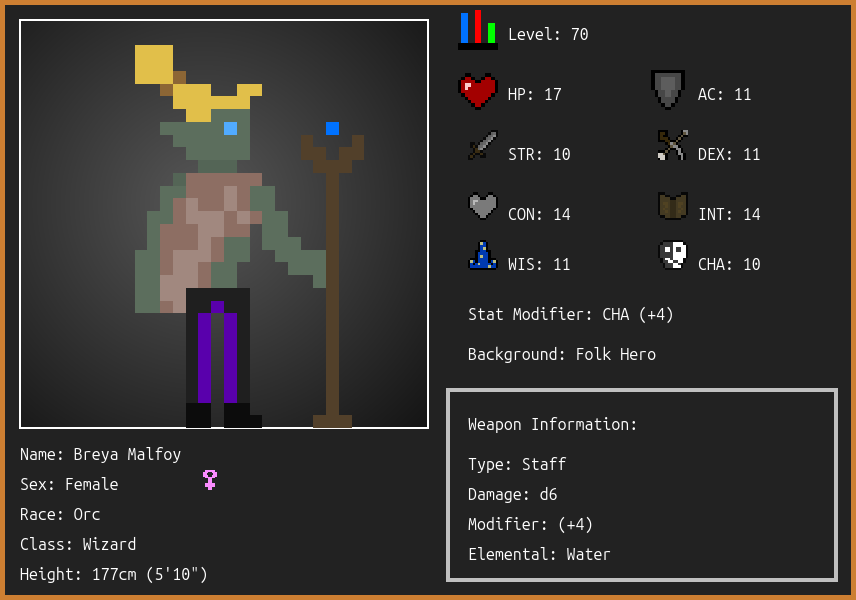 Level: 70
HP: 17
AC: 11
STR: 10
DEX: 11
CON: 14
INT: 14
WIS: 11
CHA: 10
Stat Modifier: CHA (+4)
Background: Folk Hero
Weapon Information:
Type: Staff
Damage: d6
Modifier: (+4)
Elemental: Water
Name: Breya Malfoy
Sex: Female
Race: Orc
Class: Wizard
Height: 177cm (5'10")